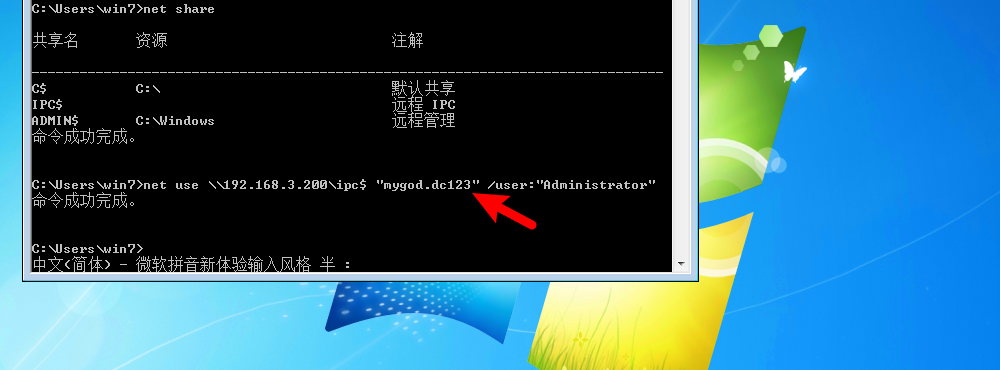 C:\Users\win7>net share
共享名 资源 注解
-------------------------------------------------------------------------------
C$ C:\ 默认共享
IPC$ 远程 IPC
ADMIN$ C:\Windows 远程管理
命令成功完成。
C:\Users\win7>net use \\192.168.3.200\ipc$ "mygod.dc123" /user:"Administrator"
命令成功完成。
C:\Users\win7>
中文(简体) - 微软拼音新体验输入风格 半 :